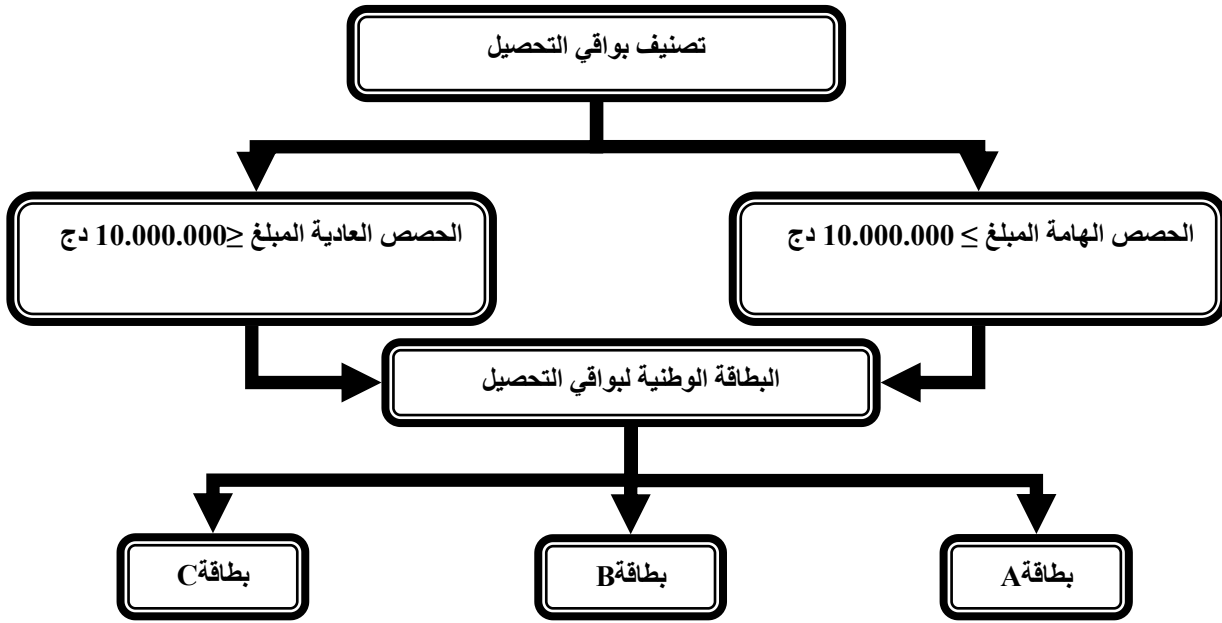 تصنيف بواقي التحصيل
الحصص الهامة المبلغ ≥ 10.000.000 دج
الحصص العادية المبلغ ≤10.000.000 دج
البطاقة الوطنية لبواقي التحصيل
بطاقةA
بطاقةB
بطاقةC